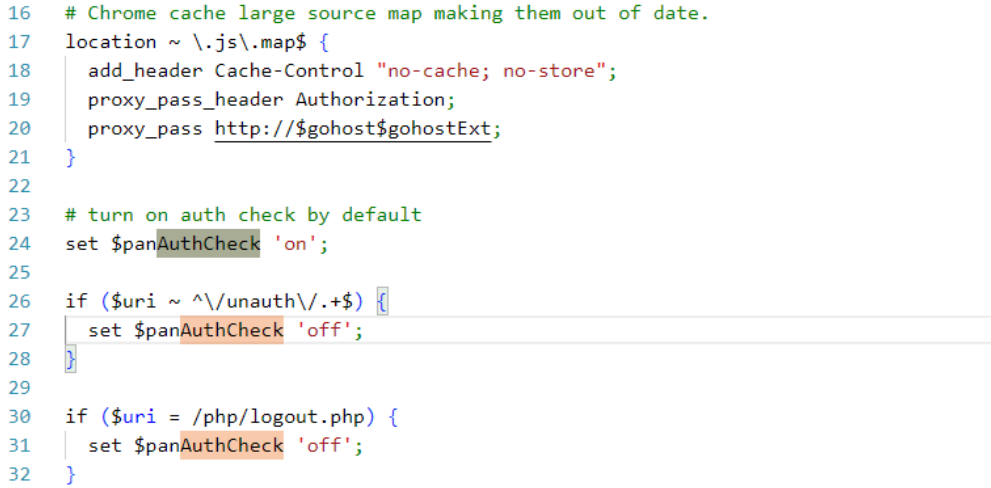 16 # Chrome cache large source map making them out of date.
17 location ~ \.js\.map$ {
18 add_header Cache-Control "no-cache; no-store";
19 proxy_pass_header Authorization;
20 proxy_pass http://$gohost$gohostExt;
21 }
22
23 # turn on auth check by default
24 set $panAuthCheck 'on';
25
26 if ($uri ~ ^\/unauth\/.+$) {
27 set $panAuthCheck 'off';
28 }
29
30 if ($uri = /php/logout.php) {
31 set $panAuthCheck 'off';
32 }